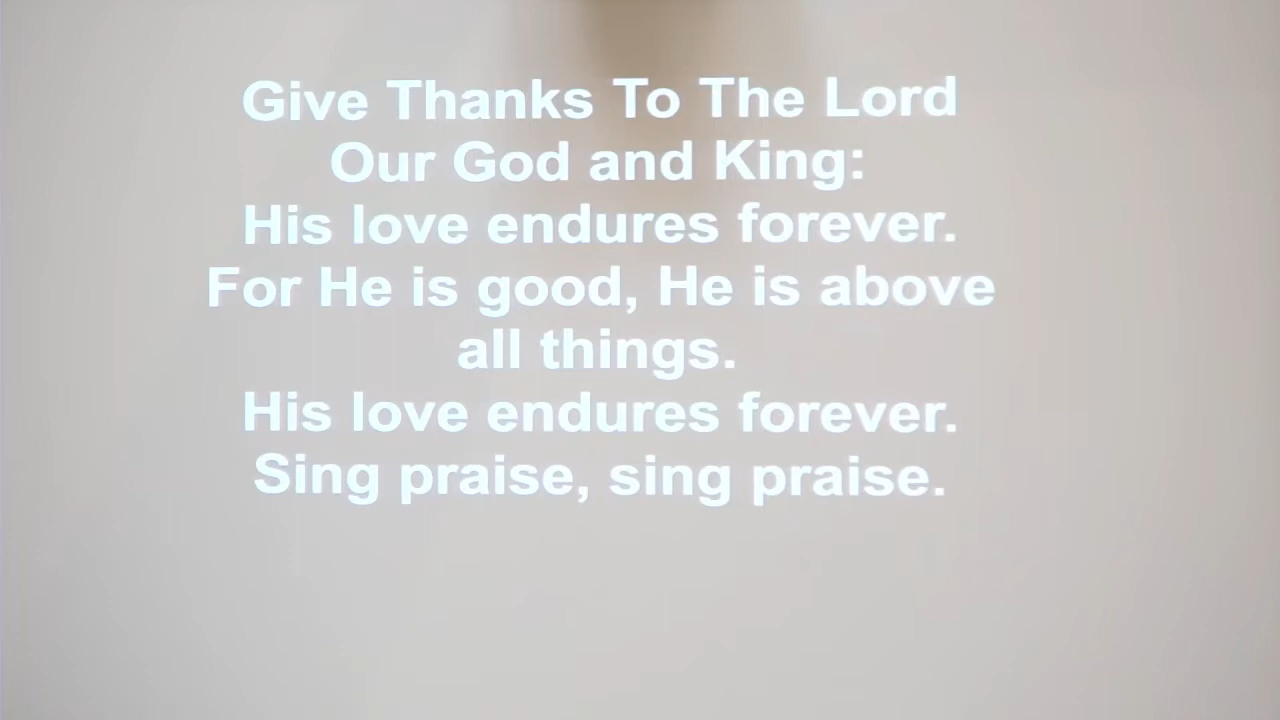 Give Thanks To The Lord
Our God and King:
His love endures forever.
For He is good, He is above
all things.
His love endures forever.
Sing praise, sing praise.